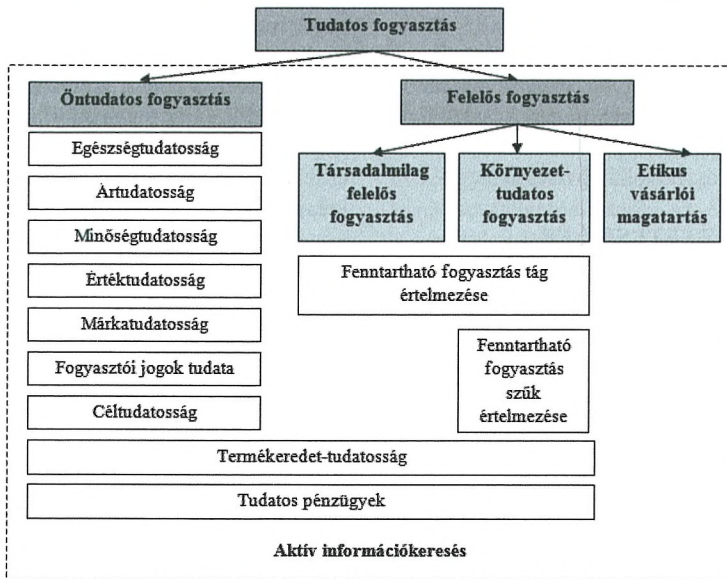 Tudatos fogyasztás
Öntudatos fogyasztás
Felelős fogyasztás
Egészségtudatosság
Ártudatosság
Minőségtudatosság
Értéktudatosság
Márkatudatosság
Fogyasztói jogok tudata
Céltudatosság
Társadalmilag
felelős
fogyasztás
Környezet-
tudatos
fogyasztás
Etikus
vásárlói
magatartás
Fenntartható fogyasztás tág
értelmezése
Fenntartható
fogyasztás
szűk
értelmezése
Termékeredet-tudatosság
Tudatos pénzügyek
Aktív információkeresés